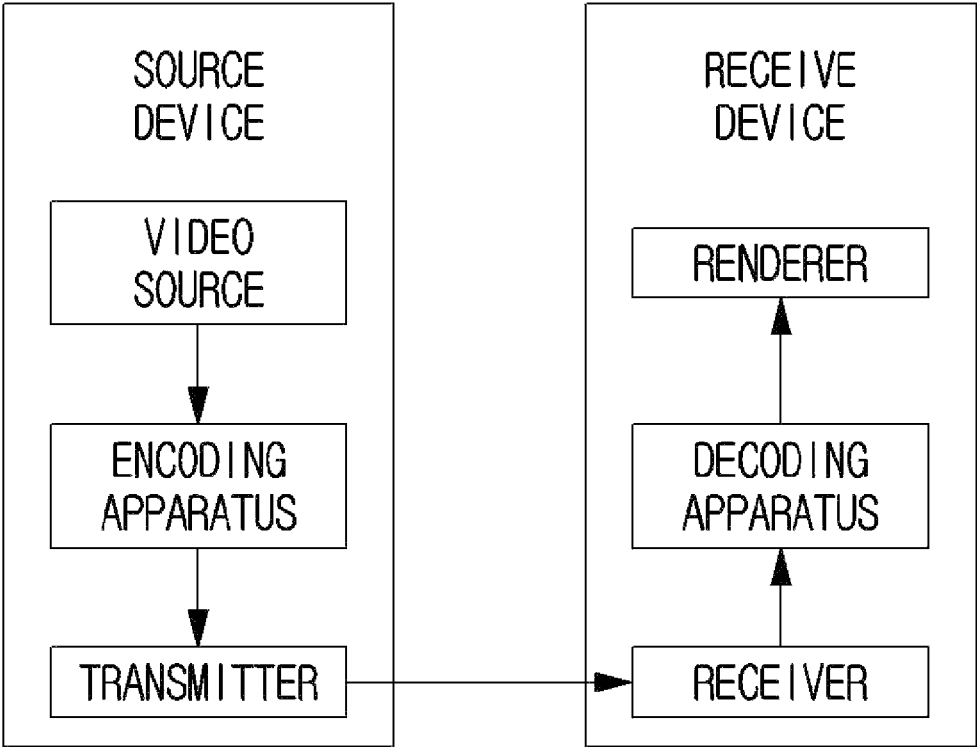 SOURCE
DEVICE
VIDEO
SOURCE
ENCODING
APPARATUS
TRANSMITTER
RECEIVE
DEVICE
RENDERER
DECODING
APPARATUS
RECEIVER